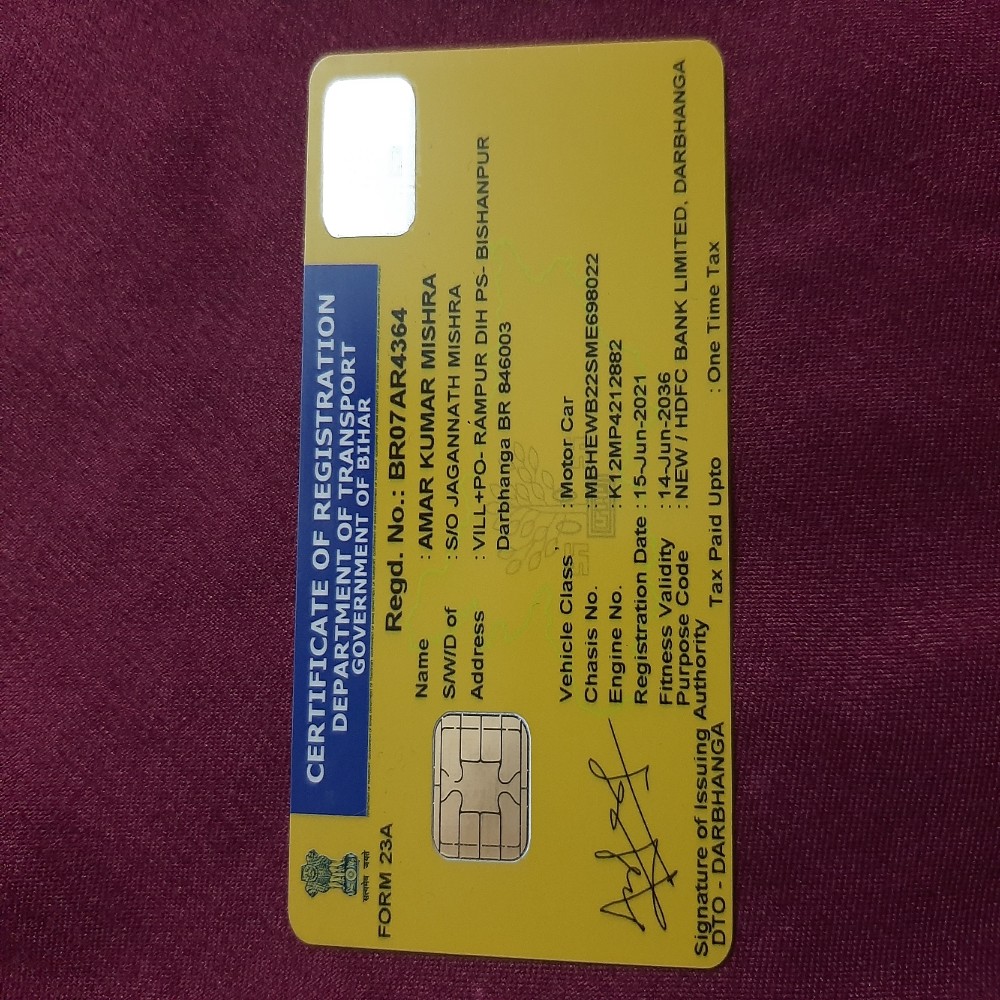 CERTIFICATE OF REGISTRATION
DEPARTMENT OF TRANSPORT
GOVERNMENT OF BIHAR
सत्यमेव जयते
FORM 23A
Regd. No.: BR07AR4364
Name : AMAR KUMAR MISHRA
S/W/D of : S/O JAGANNATH MISHRA
Address : VILL+PO- RAMPUR DIH PS- BISHANPUR
Darbhanga BR 846003
Vehicle Class : Motor Car
Chasis No. : MBHEWB22SME698022
Engine No. : K12MP4212882
Registration Date : 15-Jun-2021
Fitness Validity : 14-Jun-2036
Purpose Code : NEW / HDFC BANK LIMITED, DARBHANGA
Signature of Issuing Authority Tax Paid Upto : One Time Tax
DTO - DARBHANGA